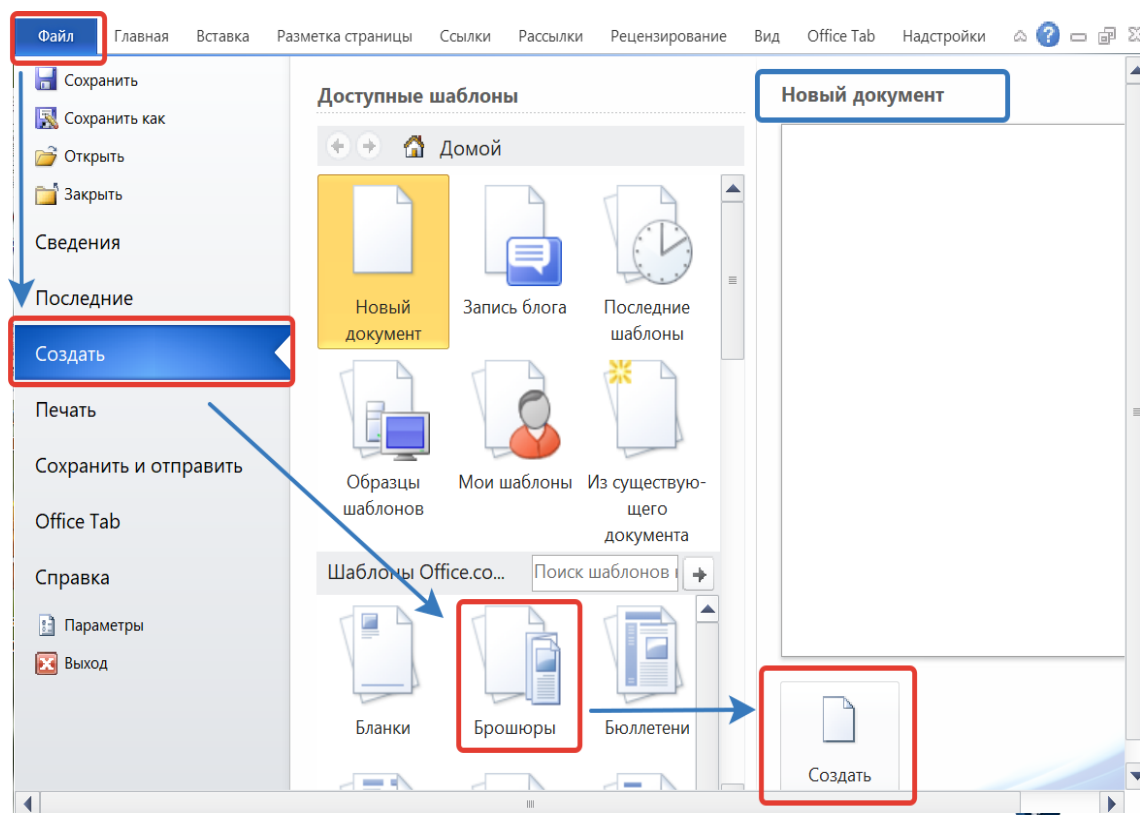 Файл Главная Вставка Разметка страницы Ссылки Рассылки Рецензирование Вид Office Tab Надстройки
Сохранить
Сохранить как
Открыть
Закрыть
Сведения
Последние
Создать
Печать
Сохранить и отправить
Office Tab
Справка
Параметры
Выход
Доступные шаблоны
Домой
Новый
документ
Запись блога
Последние
шаблоны
Образцы
шаблонов
Мои шаблоны
Из существую-
щего
документа
Шаблоны Office.co...
Поиск шаблонов
Бланки
Брошюры
Бюллетени
Новый документ
Создать